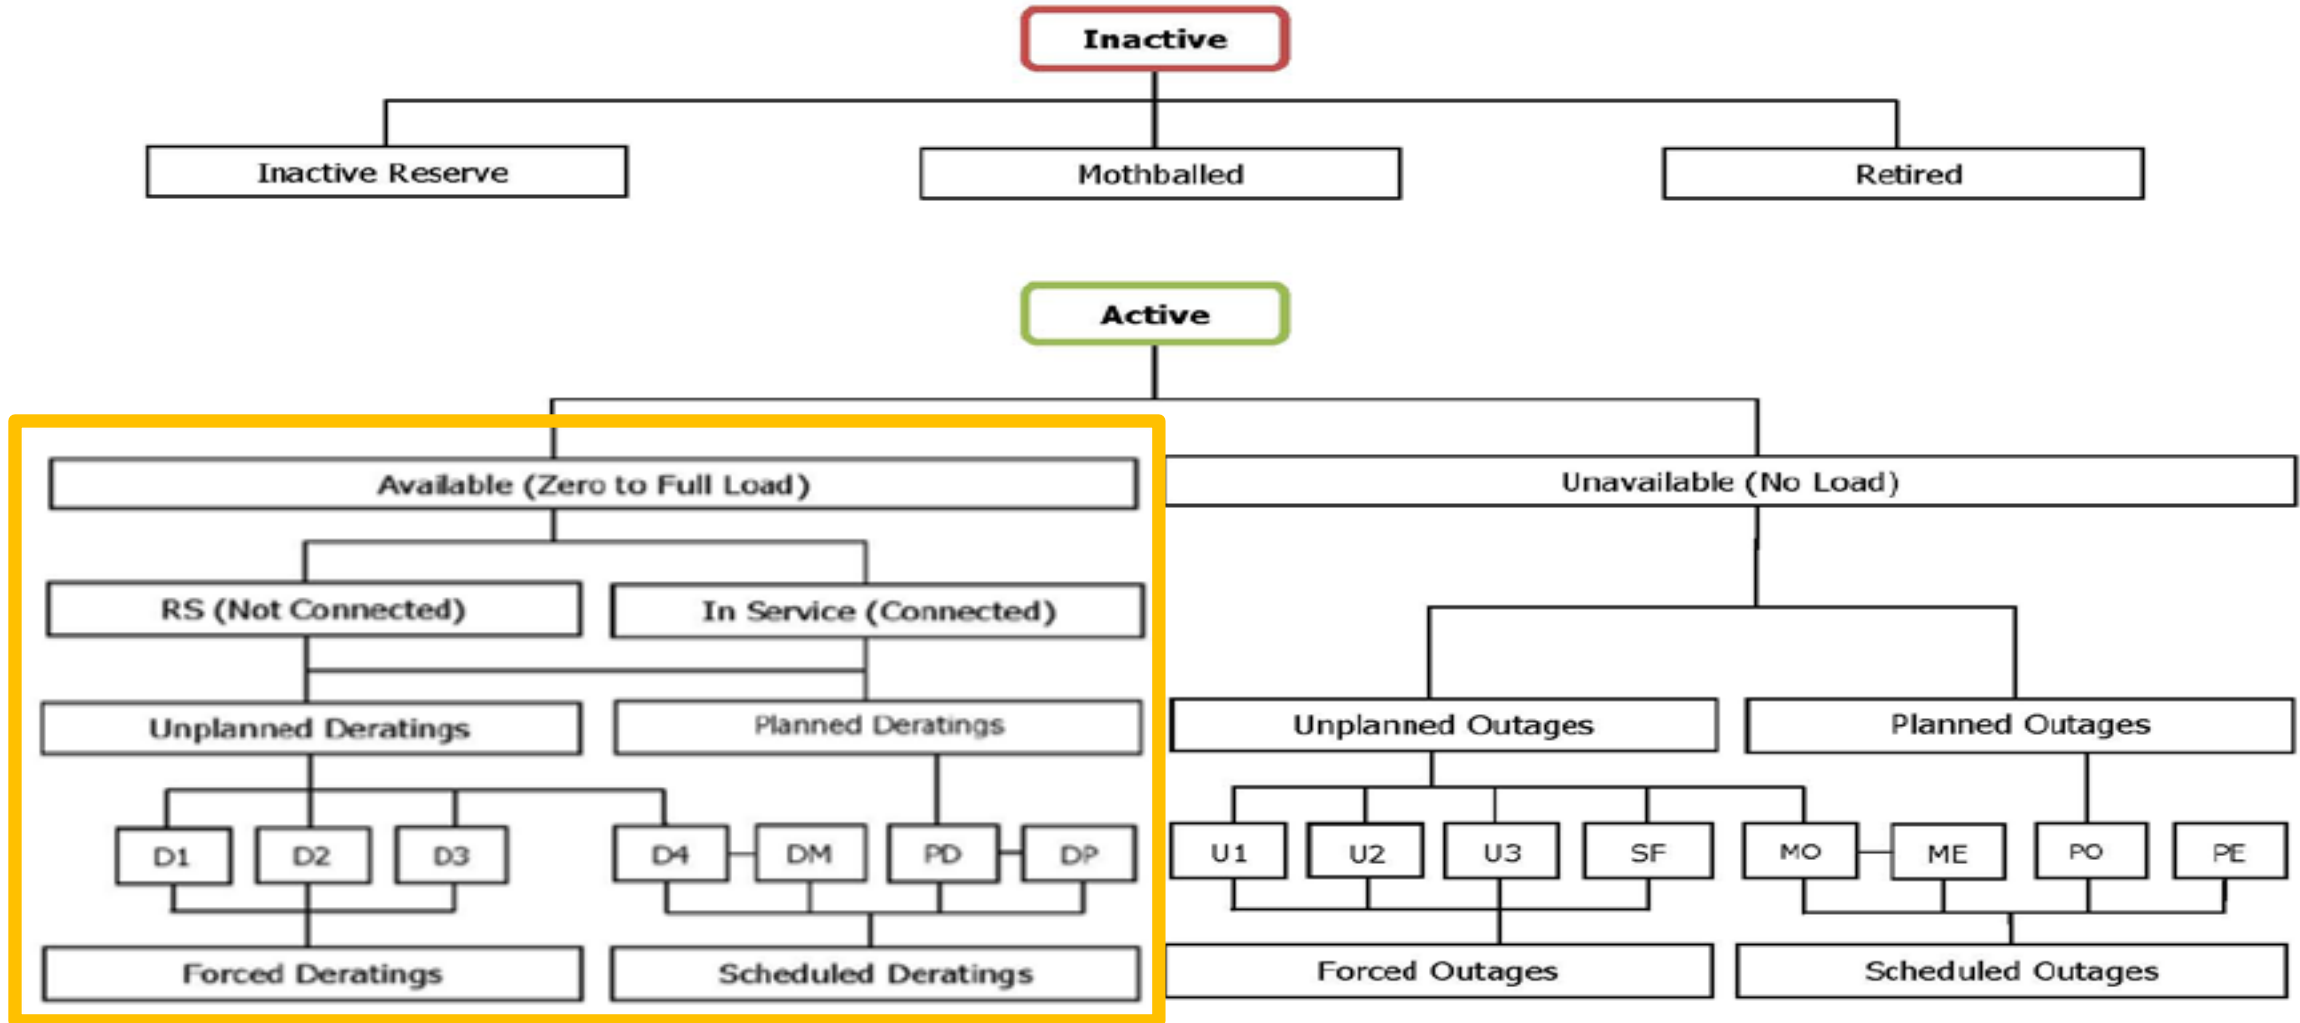 Inactive
Inactive Reserve
Mothballed
Retired
Active
Available (Zero to Full Load)
Unavailable (No Load)
RS (Not Connected)
In Service (Connected)
Unplanned Deratings
Planned Deratings
Unplanned Outages
Planned Outages
D1
D2
D3
D4
DM
PD
DP
U1
U2
U3
SF
MO
ME
PO
PE
Forced Deratings
Scheduled Deratings
Forced Outages
Scheduled Outages